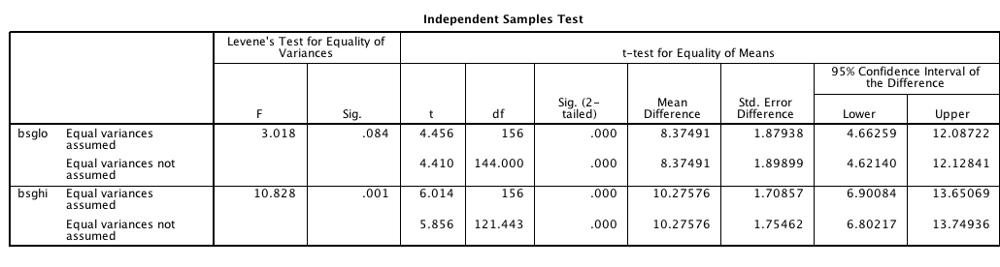 Independent Samples Test
Levene's Test for Equality of
Variances
t-test for Equality of Means
95% Confidence Interval of
the Difference
F Sig. t df Sig. (2-
tailed) Mean
Difference Std. Error
Difference Lower Upper
bsglo Equal variances
assumed 3.018 .084 4.456 156 .000 8.37491 1.87938 4.66259 12.08722
Equal variances not
assumed 4.410 144.000 .000 8.37491 1.89899 4.62140 12.12841
bsghi Equal variances
assumed 10.828 .001 6.014 156 .000 10.27576 1.70857 6.90084 13.65069
Equal variances not
assumed 5.856 121.443 .000 10.27576 1.75462 6.80217 13.74936